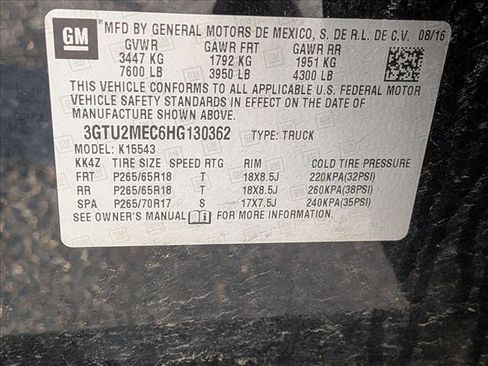 GM
MFD BY GENERAL MOTORS DE MEXICO, S. DE R.L. DE C.V. 08/16
GVWR GAWR FRT GAWR RR
3447 KG 1792 KG 1951 KG
7600 LB 3950 LB 4300 LB
THIS VEHICLE CONFORMS TO ALL APPLICABLE U.S. FEDERAL MOTOR
VEHICLE SAFETY STANDARDS IN EFFECT ON THE DATE OF
MANUFACTURE SHOWN ABOVE.
3GTU2MEC6HG130362 TYPE: TRUCK
MODEL: K15543
KK4Z TIRE SIZE SPEED RTG RIM COLD TIRE PRESSURE
FRT P265/65R18 T 18X8.5J 220KPA(32PSI)
RR P265/65R18 T 18X8.5J 260KPA(38PSI)
SPA P265/70R17 S 17X7.5J 240KPA(35PSI)
SEE OWNER'S MANUAL FOR MORE INFORMATION.